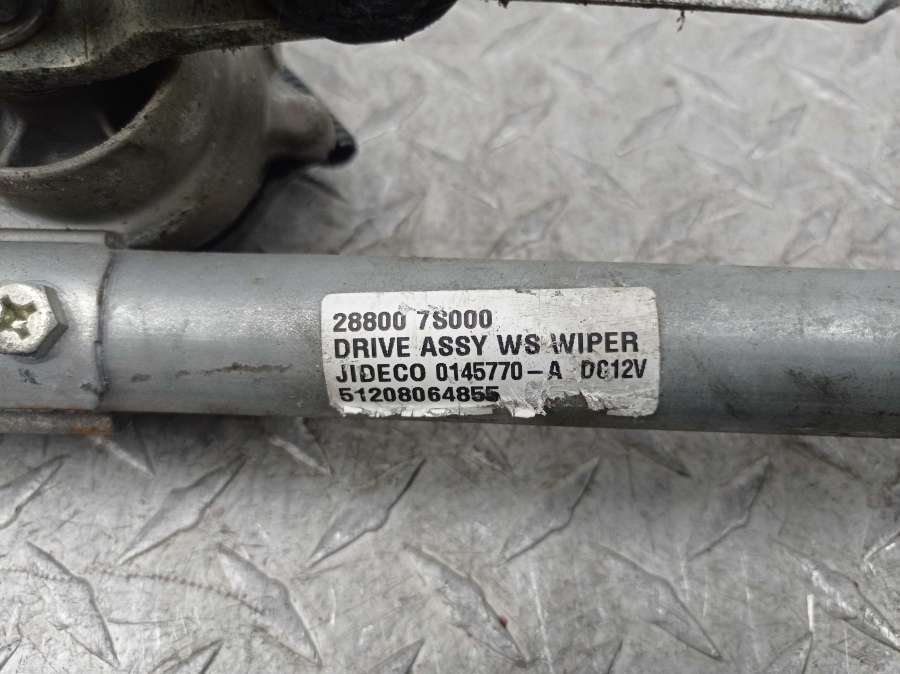 28800 7S000
DRIVE ASSY WS WIPER
JIDECO 0145770-A DC12V
51208064855